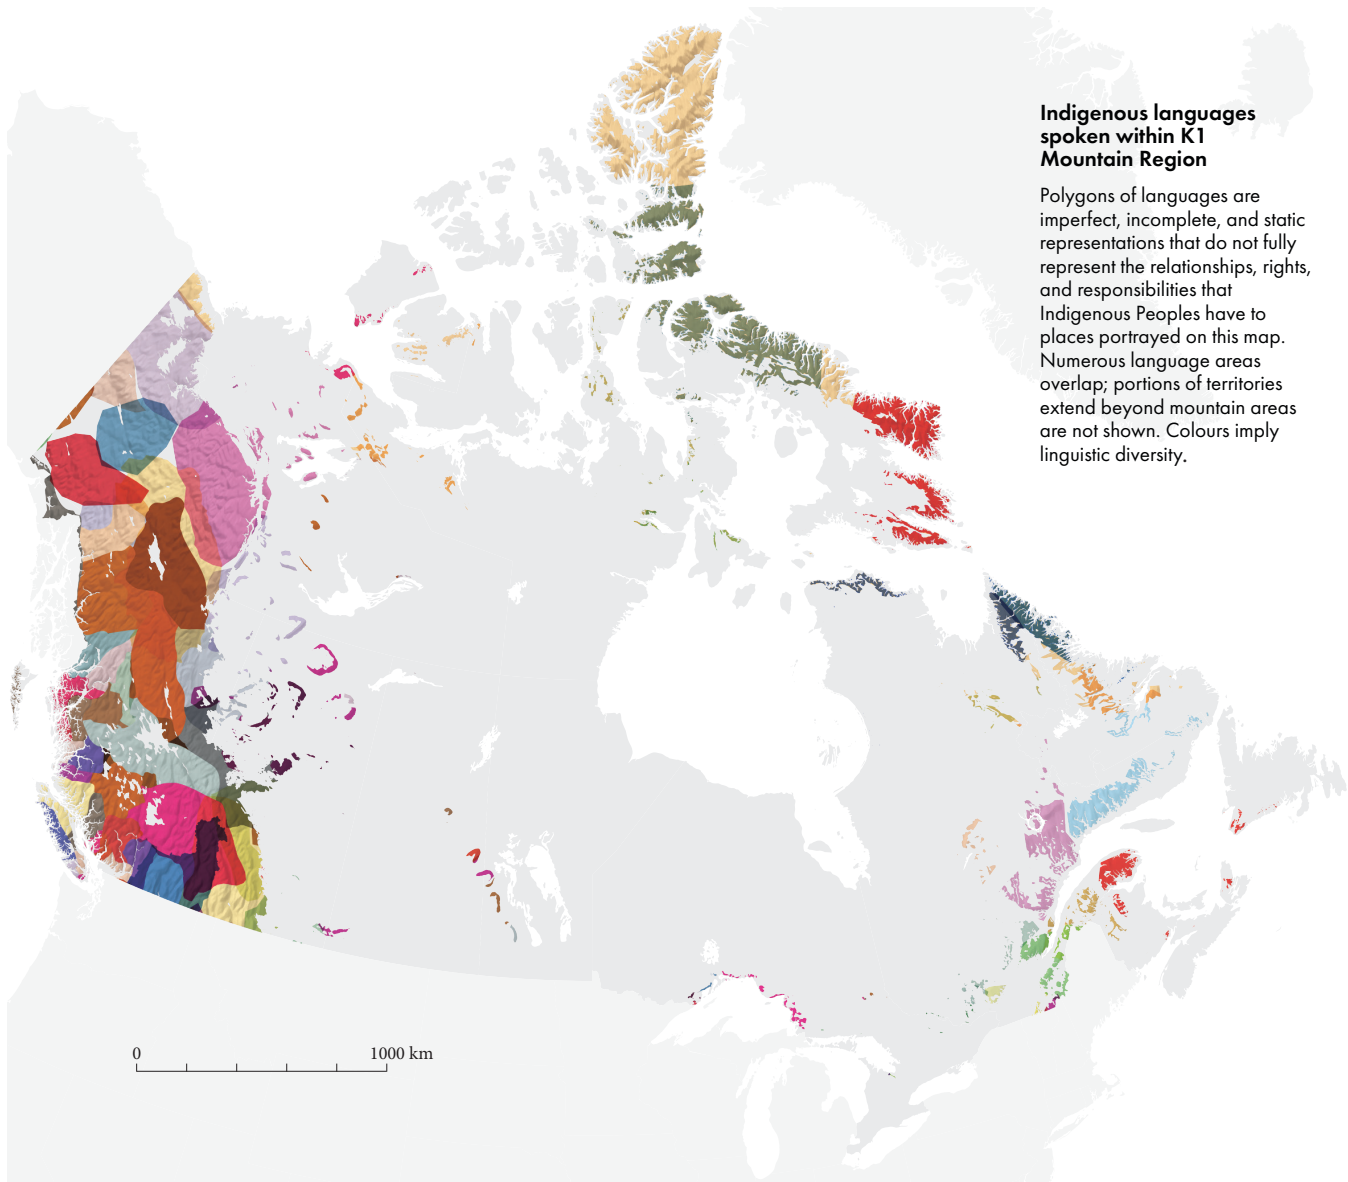 Indigenous languages
spoken within K1
Mountain Region
Polygons of languages are
imperfect, incomplete, and static
representations that do not fully
represent the relationships, rights,
and responsibilities that
Indigenous Peoples have to
places portrayed on this map.
Numerous language areas
overlap; portions of territories
extend beyond mountain areas
are not shown. Colours imply
linguistic diversity.
0 1000 km